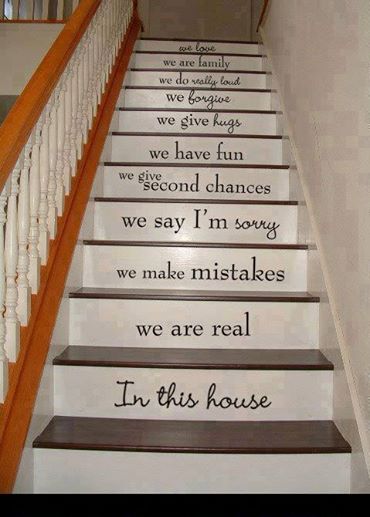 we love
we are family
we do really loud
we forgive
we give hugs
we have fun
we give
second chances
we say I'm sorry
we make mistakes
we are real
In this house